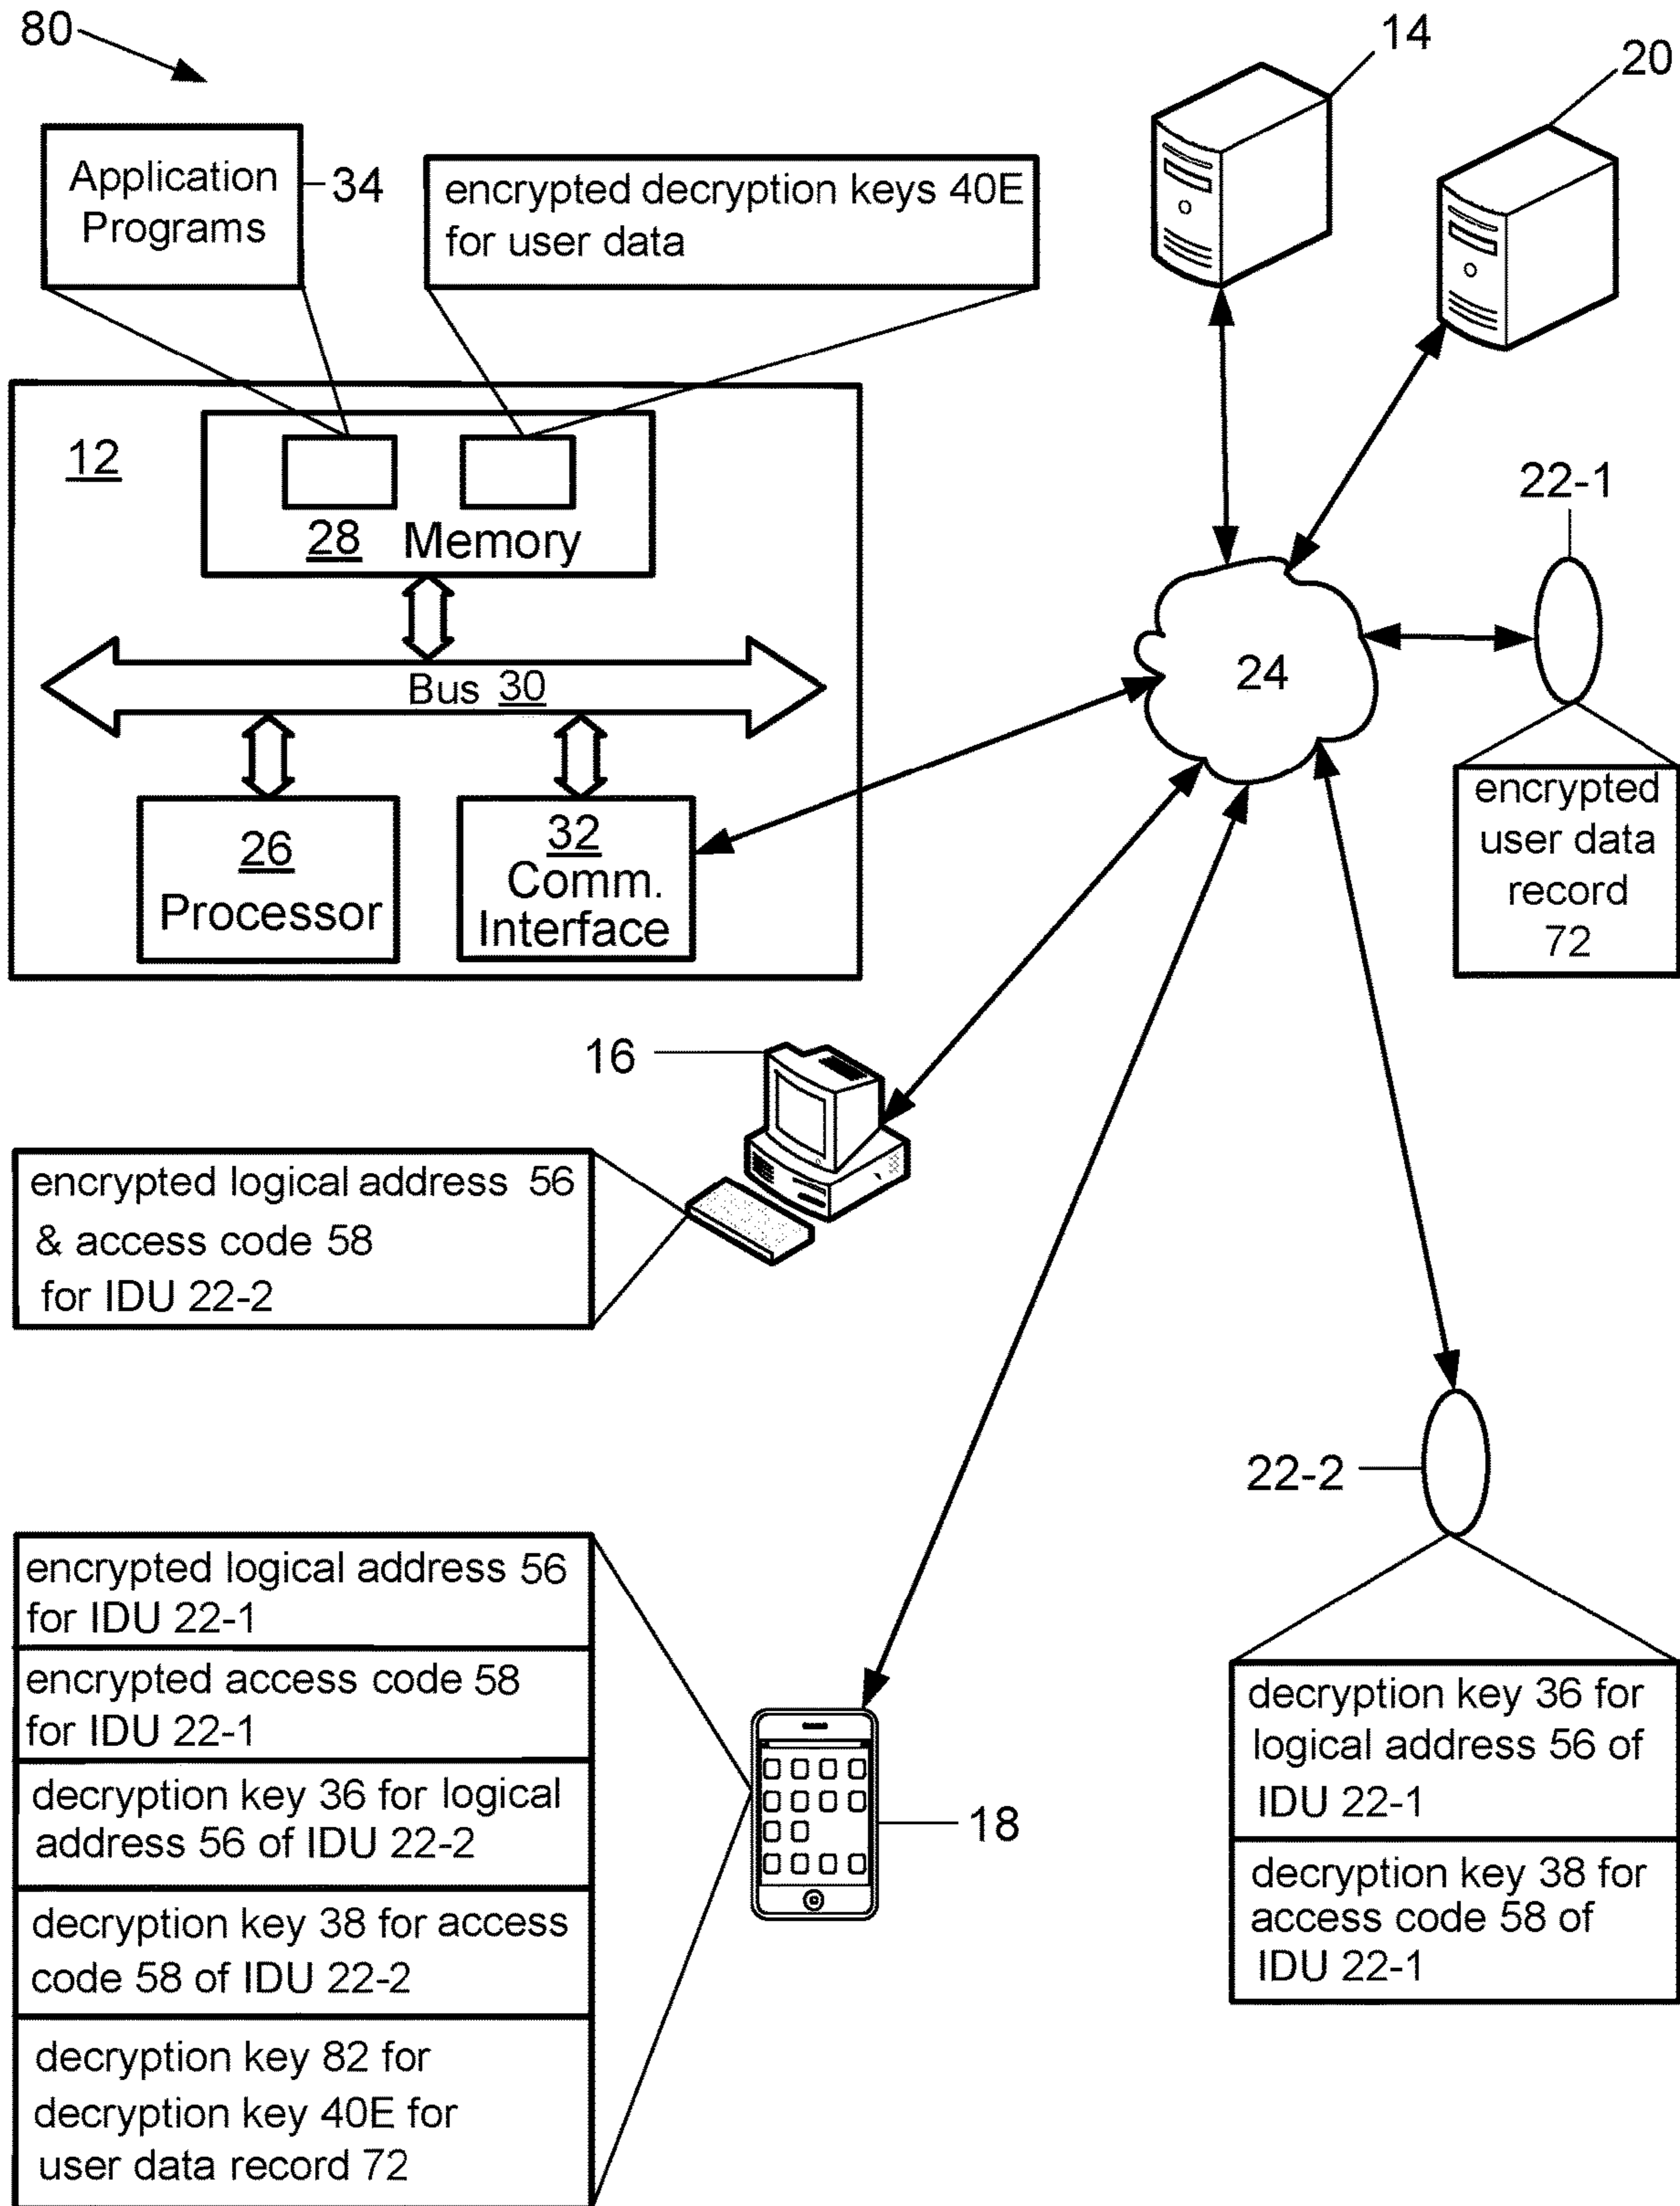 80
14
20
Application
Programs
34
encrypted decryption keys 40E
for user data
12
28 Memory
22-1
24
Bus 30
26
Processor
32
Comm.
Interface
encrypted
user data
record
72
16
encrypted logical address 56
& access code 58
for IDU 22-2
22-2
encrypted logical address 56
for IDU 22-1
encrypted access code 58
for IDU 22-1
decryption key 36 for logical
address 56 of IDU 22-2
decryption key 38 for access
code 58 of IDU 22-2
decryption key 82 for
decryption key 40E for
user data record 72
18
decryption key 36 for
logical address 56 of
IDU 22-1
decryption key 38 for
access code 58 of
IDU 22-1